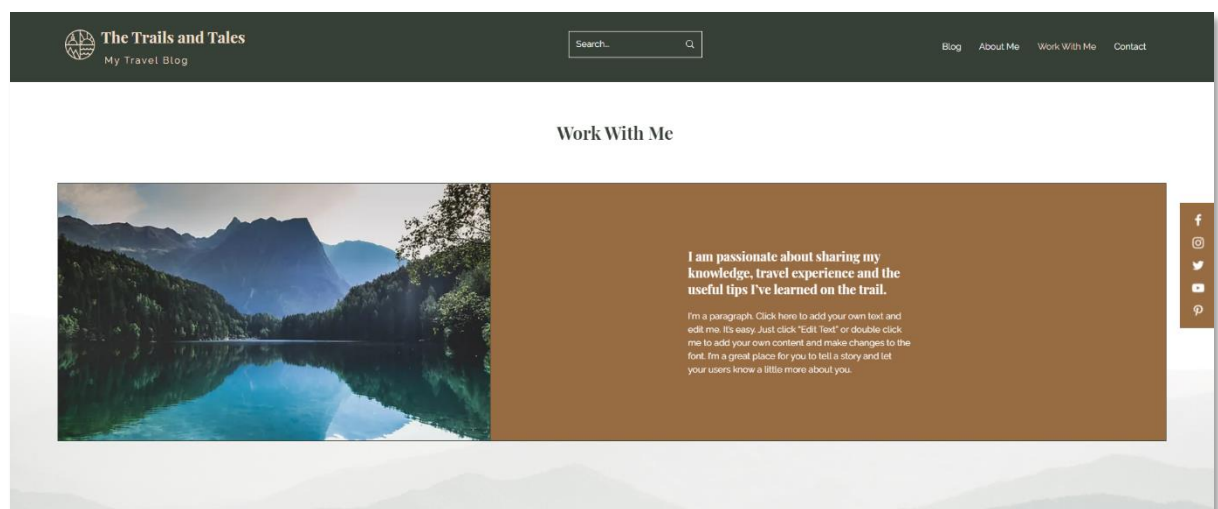 The Trails and Tales
My Travel Blog
Search...
Blog About Me Work With Me Contact
Work With Me
I am passionate about sharing my
knowledge, travel experience and the
useful tips I've learned on the trail.
I'm a paragraph. Click here to add your own text and
edit me. It's easy. Just click "Edit Text" or double click
me to add your own content and make changes to the
font. I'm a great place for you to tell a story and let
your users know a little more about you.